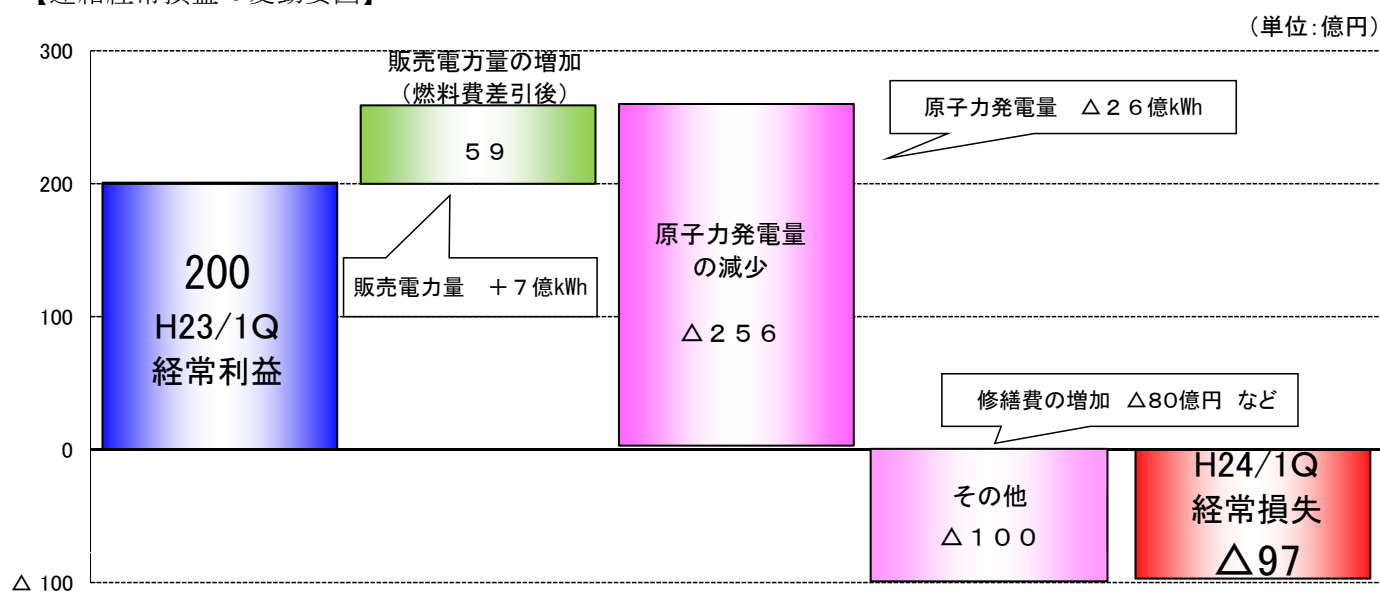 【連結経常損益の変動要因】
(単位:億円)
300
200
100
0
△ 100
200
H23/1Q
経常利益
販売電力量の増加
(燃料費差引後)
59
販売電力量 +7億kWh
原子力発電量
の減少
△256
原子力発電量 △26億kWh
修繕費の増加 △80億円 など
その他
△100
H24/1Q
経常損失
△97